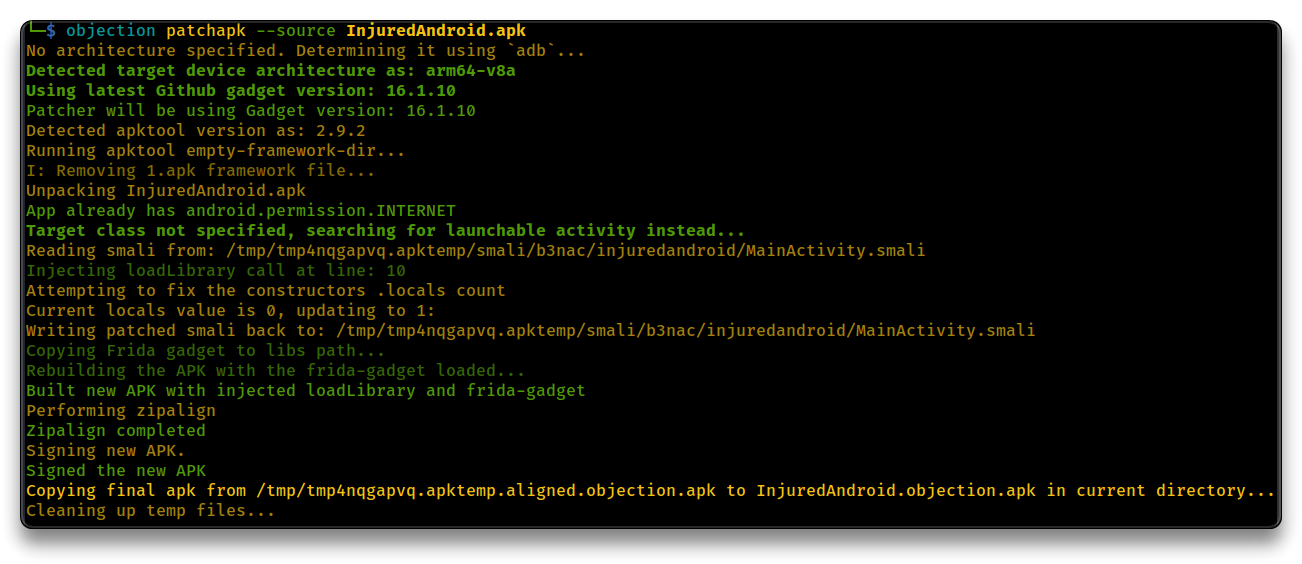 └─$ objection patchapk --source InjuredAndroid.apk
No architecture specified. Determining it using `adb`...
Detected target device architecture as: arm64-v8a
Using latest Github gadget version: 16.1.10
Patcher will be using Gadget version: 16.1.10
Detected apktool version as: 2.9.2
Running apktool empty-framework-dir...
I: Removing 1.apk framework file...
Unpacking InjuredAndroid.apk
App already has android.permission.INTERNET
Target class not specified, searching for launchable activity instead...
Reading smali from: /tmp/tmp4nqgapvq.apktemp/smali/b3nac/injuredandroid/MainActivity.smali
Injecting loadLibrary call at line: 10
Attempting to fix the constructors .locals count
Current locals value is 0, updating to 1:
Writing patched smali back to: /tmp/tmp4nqgapvq.apktemp/smali/b3nac/injuredandroid/MainActivity.smali
Copying Frida gadget to libs path...
Rebuilding the APK with the frida-gadget loaded...
Built new APK with injected loadLibrary and frida-gadget
Performing zipalign
Zipalign completed
Signing new APK.
Signed the new APK
Copying final apk from /tmp/tmp4nqgapvq.apktemp.aligned.objection.apk to InjuredAndroid.objection.apk in current directory...
Cleaning up temp files...